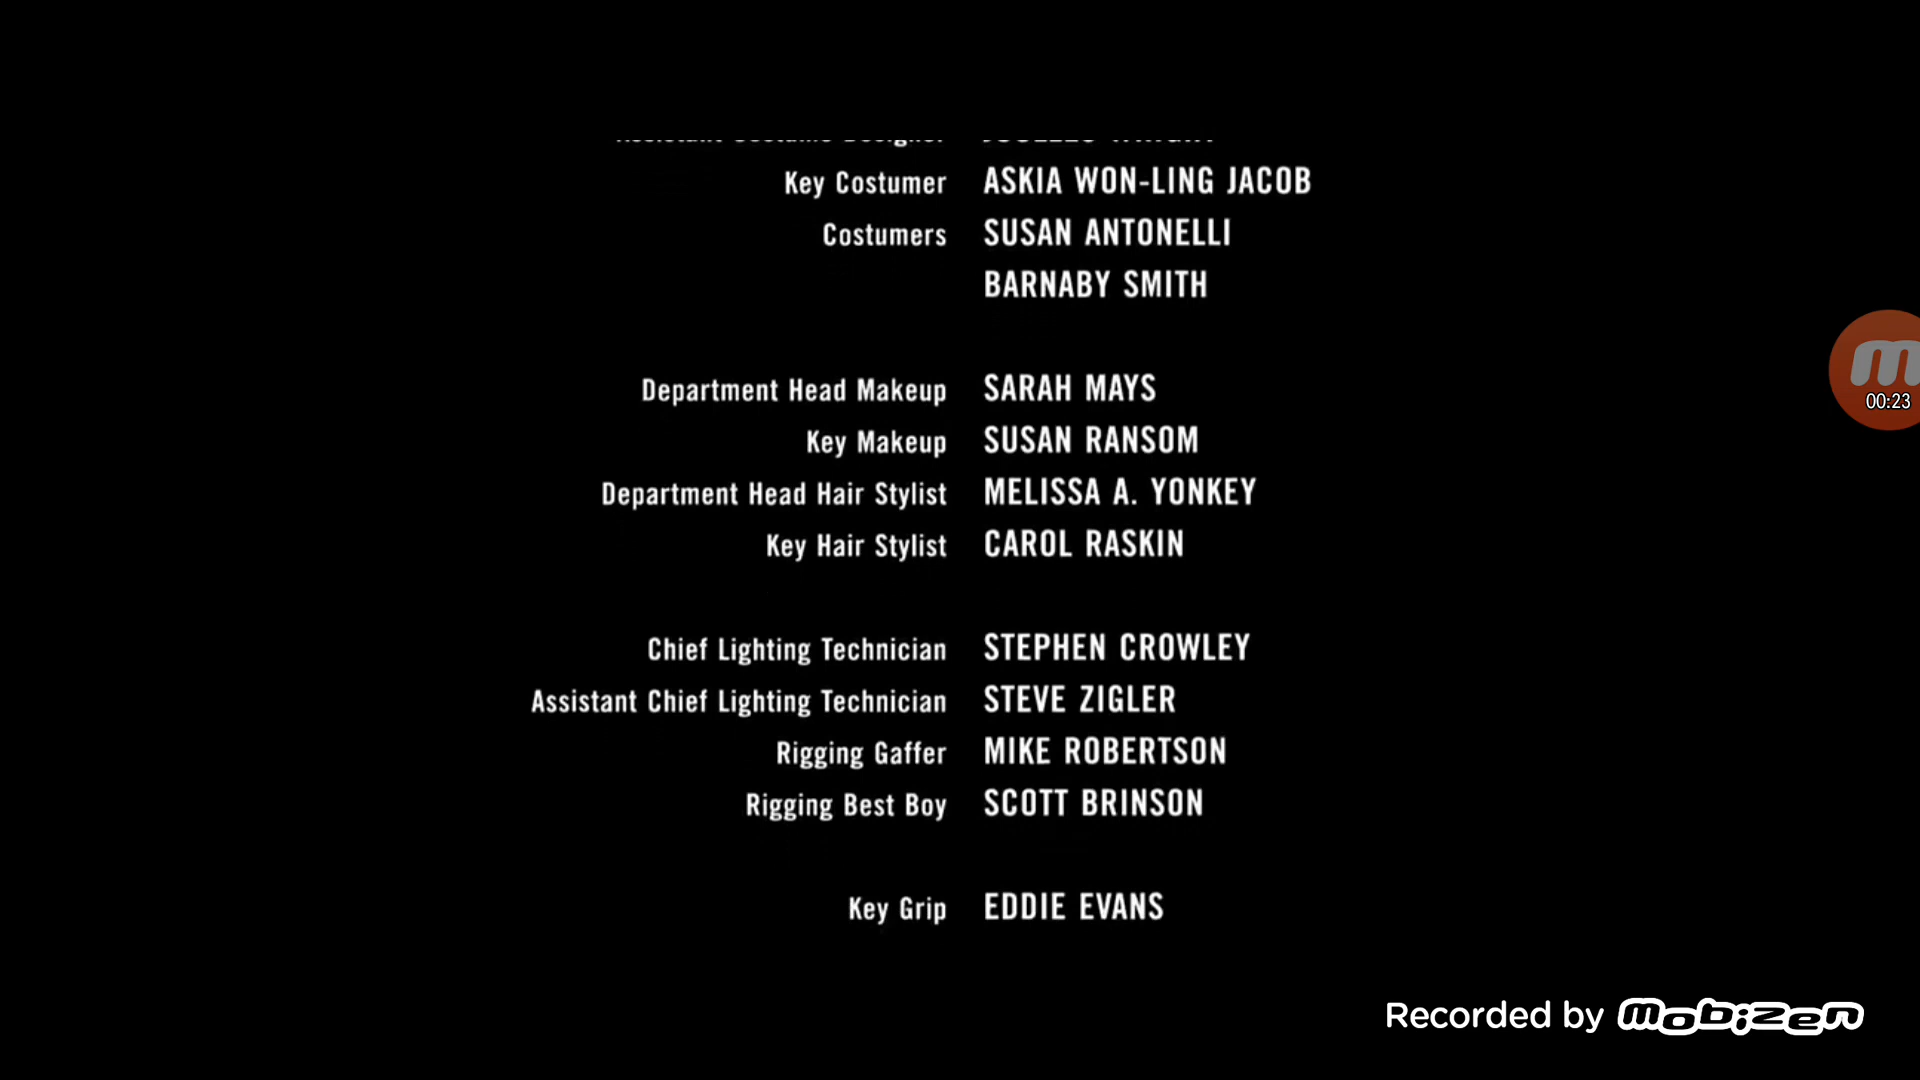 Assistant Costume Designer
Key Costumer ASKIA WON-LING JACOB
Costumers SUSAN ANTONELLI
BARNABY SMITH
Department Head Makeup SARAH MAYS
Key Makeup SUSAN RANSOM
Department Head Hair Stylist MELISSA A. YONKEY
Key Hair Stylist CAROL RASKIN
Chief Lighting Technician STEPHEN CROWLEY
Assistant Chief Lighting Technician STEVE ZIGLER
Rigging Gaffer MIKE ROBERTSON
Rigging Best Boy SCOTT BRINSON
Key Grip EDDIE EVANS
m
00:23
Recorded by mobizen